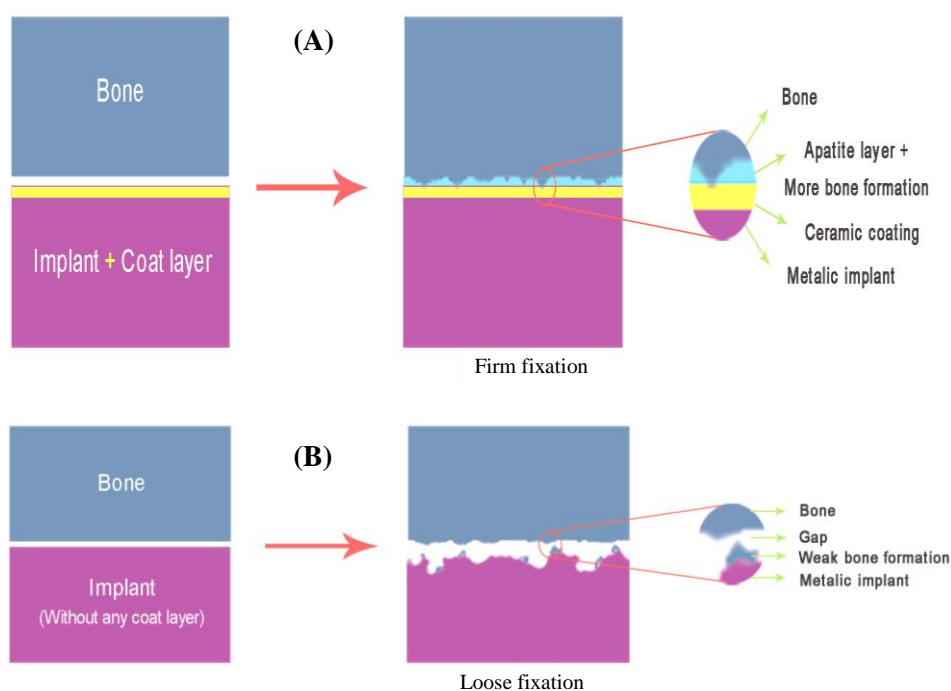 (A)
Bone
Implant + Coat layer
Bone
Apatite layer +
More bone formation
Ceramic coating
Metalic implant
Firm fixation
(B)
Bone
Implant
(Without any coat layer)
Bone
Gap
Weak bone formation
Metalic implant
Loose fixation